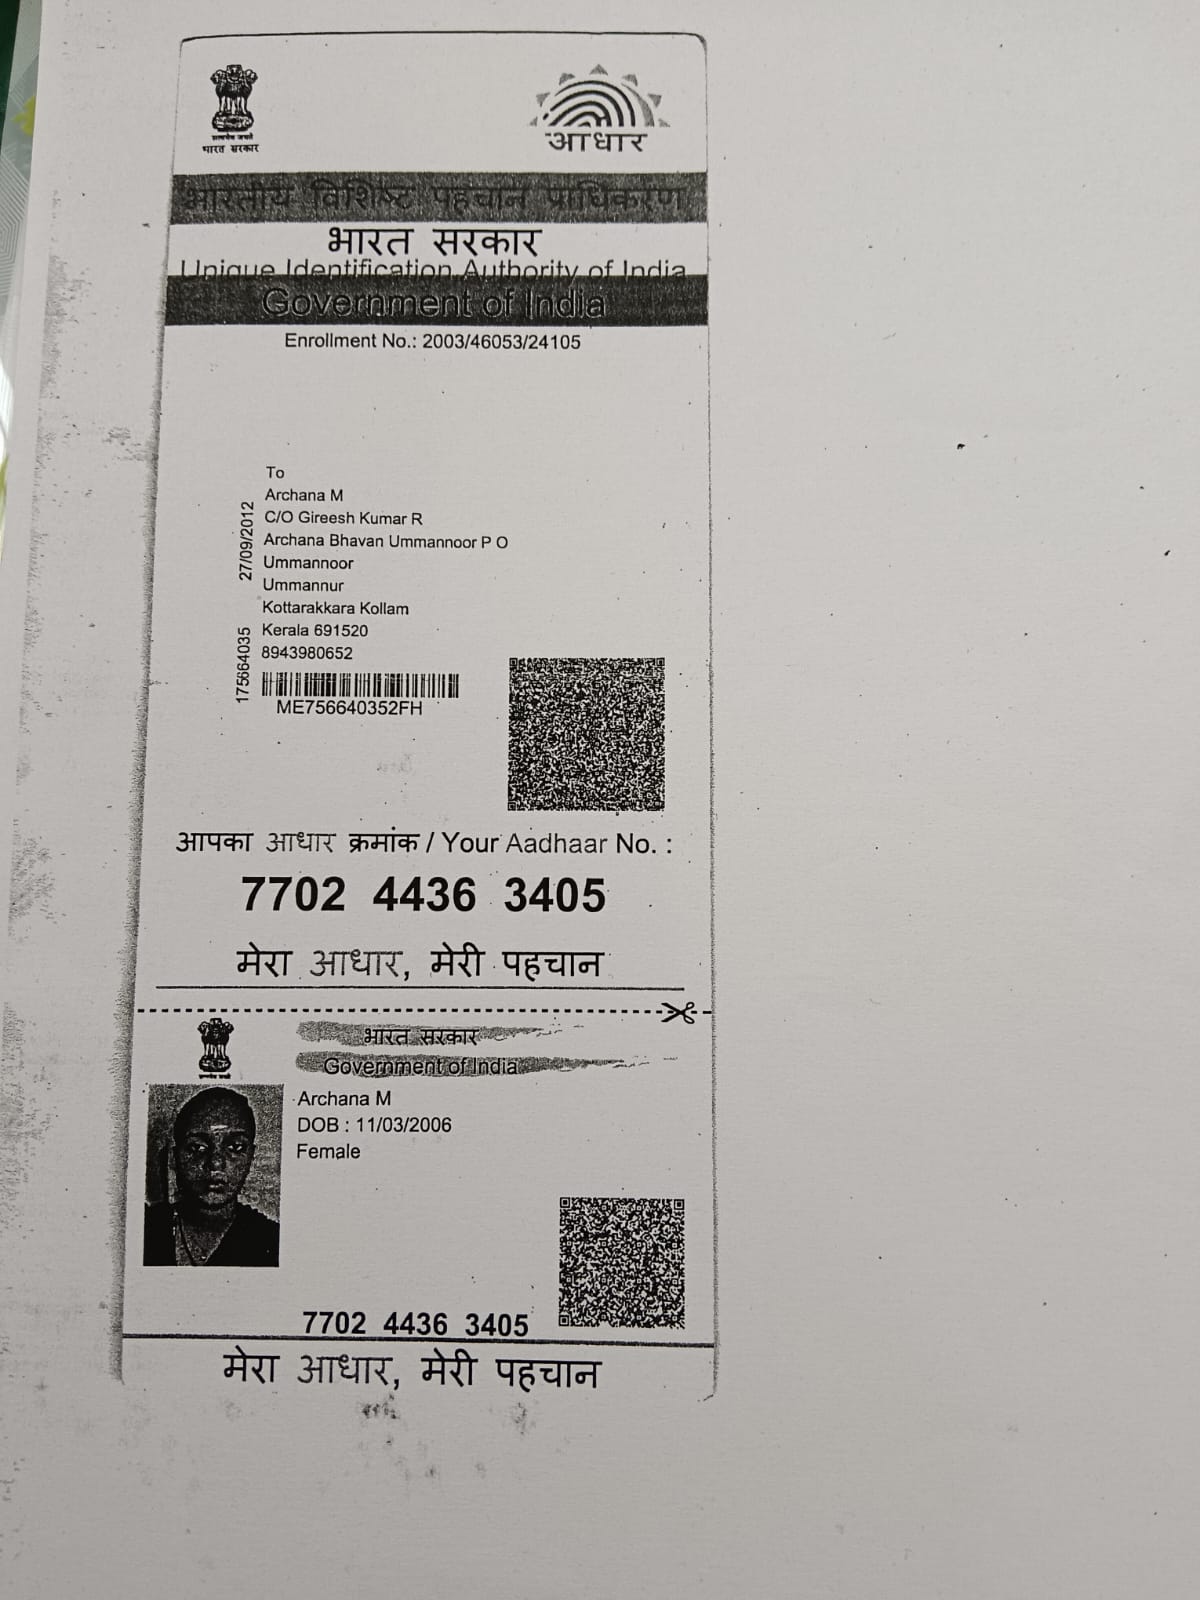 सत्यमेव जयते
भारत सरकार
आधार
भारतीय विशिष्ट पहचान प्राधिकरण
भारत सरकार
Unique Identification Authority of India
Government of India
Enrollment No.: 2003/46053/24105
To
Archana M
C/O Gireesh Kumar R
Archana Bhavan Ummannoor P O
Ummannoor
Ummannur
Kottarakkara Kollam
Kerala 691520
8943980652
27/09/2012
175664035
ME756640352FH
आपका आधार क्रमांक / Your Aadhaar No. :
7702 4436 3405
मेरा आधार, मेरी पहचान
भारत सरकार
Government of India
Archana M
DOB : 11/03/2006
Female
7702 4436 3405
मेरा आधार, मेरी पहचान